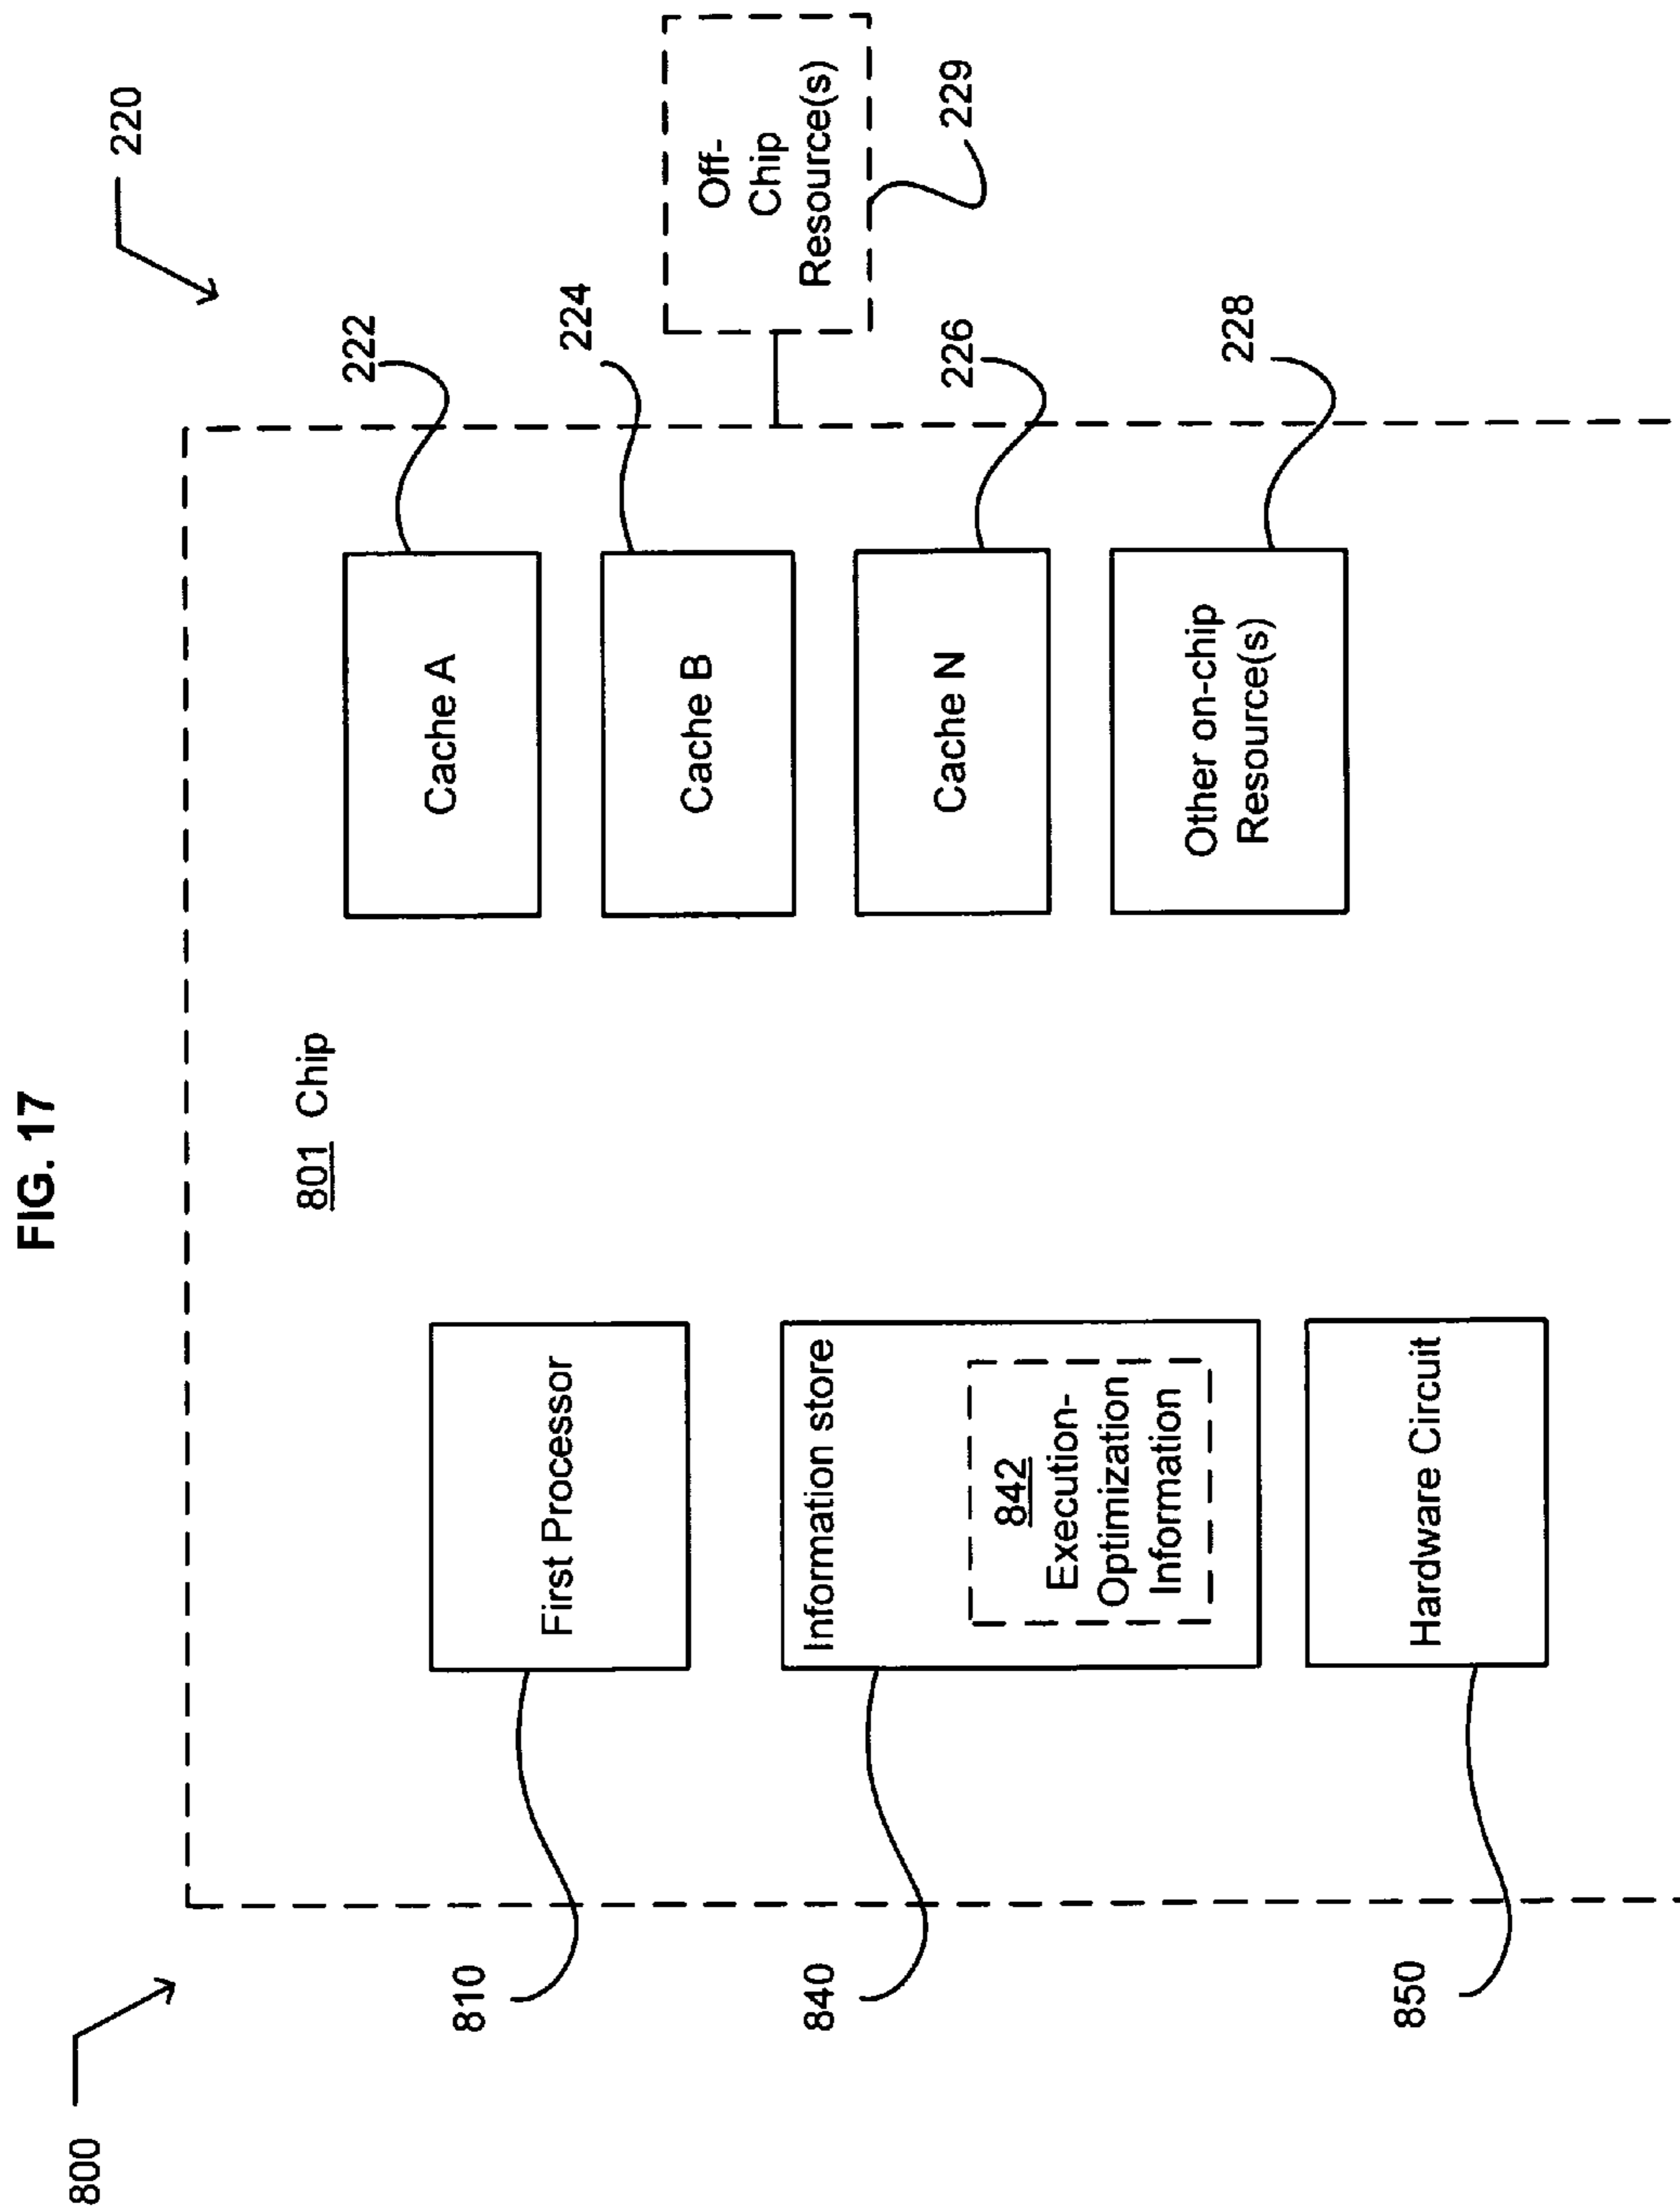 FIG. 17
800
220
801 Chip
810
First Processor
840
Information store
842
Execution-
Optimization
Information
850
Hardware Circuit
Cache A
222
Cache B
224
Cache N
226
Other on-chip
Resource(s)
228
Off-
Chip
Resource(s)
229